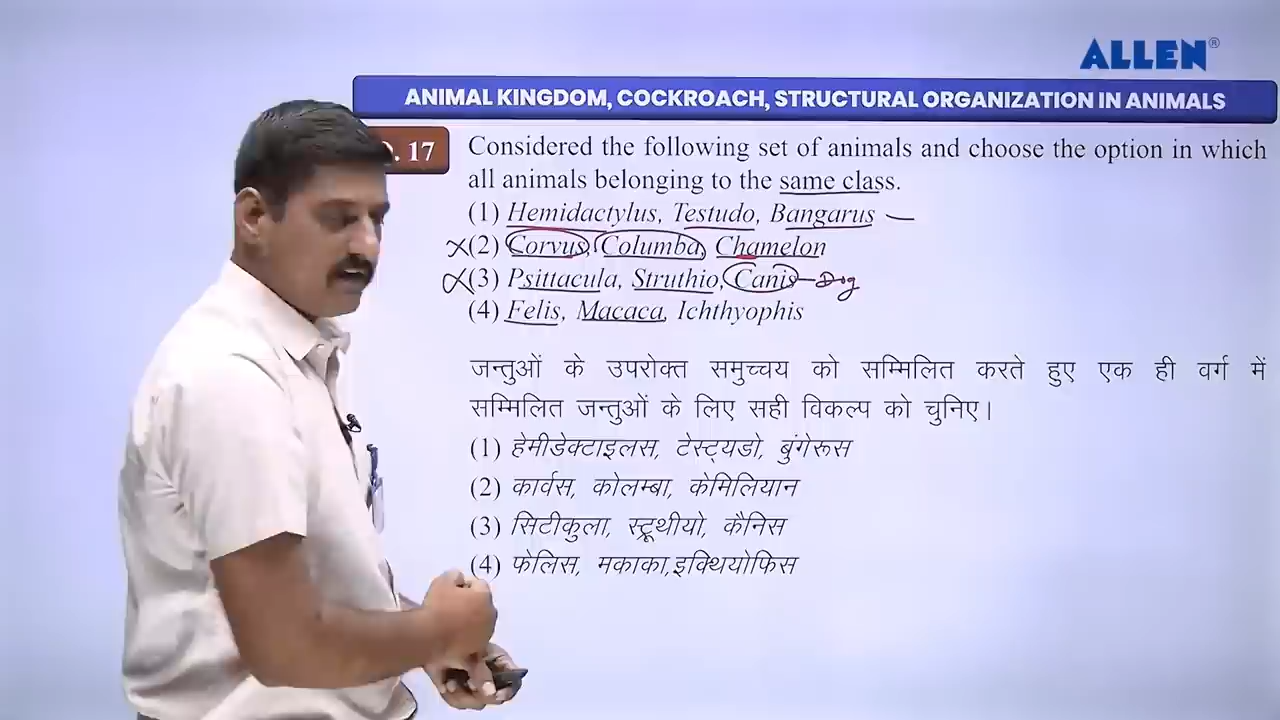 ALLEN®
ANIMAL KINGDOM, COCKROACH, STRUCTURAL ORGANIZATION IN ANIMALS
. 17
Considered the following set of animals and choose the option in which
all animals belonging to the same class.
(1) Hemidactylus, Testudo, Bangarus
(2) Corvus, Columba, Chamelon
(3) Psittacula, Struthio, Canis Dog
(4) Felis, Macaca, Ichthyophis
जन्तुओं के उपरोक्त समुच्चय को सम्मिलित करते हुए एक ही वर्ग में
सम्मिलित जन्तुओं के लिए सही विकल्प को चुनिए।
(1) हेमीडेक्टाइलस, टेस्ट्यडो, बुंगेरूस
(2) कार्वस, कोलम्बा, केमिलियान
(3) सिटीकुला, स्ट्रूथीयो, कैनिस
(4) फेलिस, मकाका,इक्थियोफिस